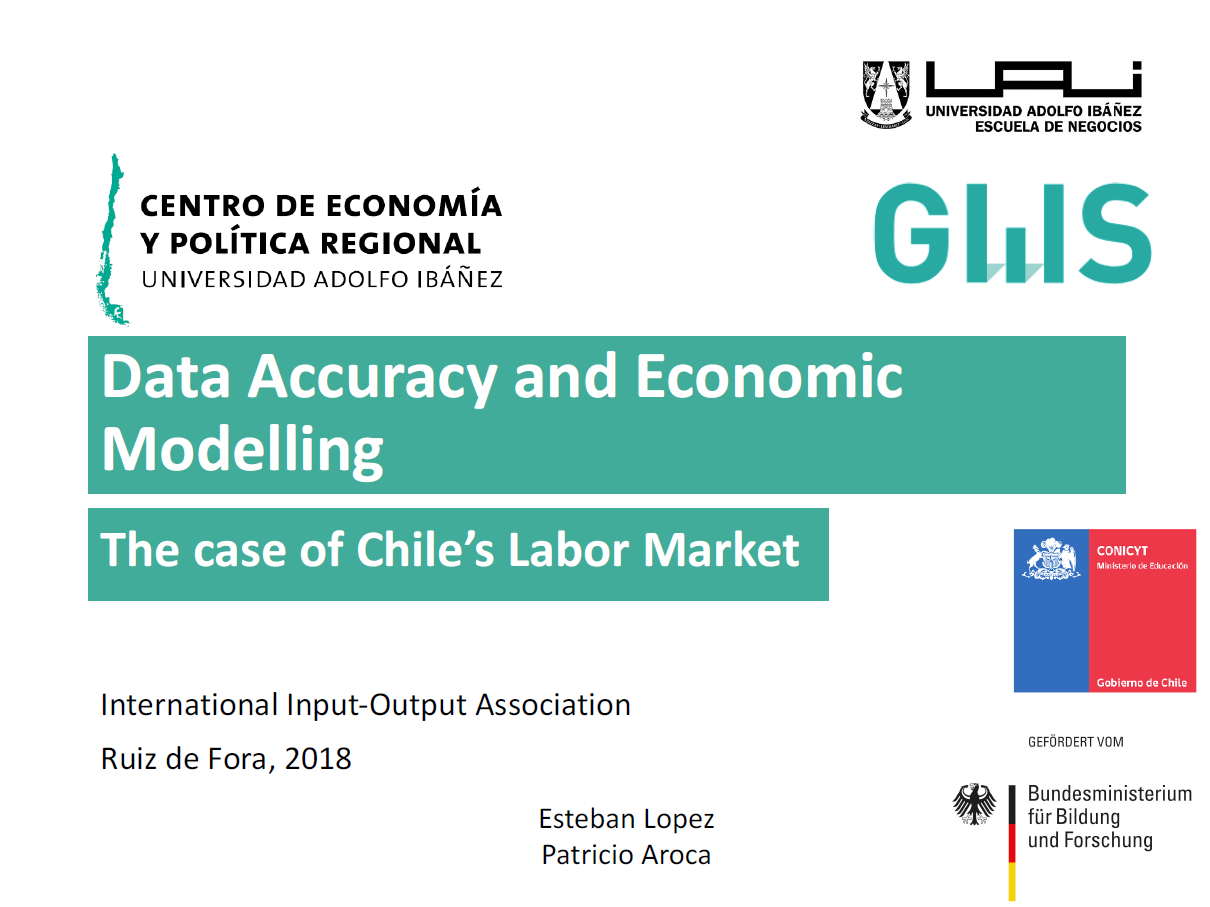 UAI
UNIVERSIDAD ADOLFO IBÁÑEZ
ESCUELA DE NEGOCIOS
CENTRO DE ECONOMÍA
Y POLÍTICA REGIONAL
UNIVERSIDAD ADOLFO IBÁÑEZ
GWS
Data Accuracy and Economic
Modelling
The case of Chile's Labor Market
CONICYT
Ministerio de Educación
Gobierno de Chile
International Input-Output Association
Ruiz de Fora, 2018
GEFÖRDERT VOM
Bundesministerium
für Bildung
und Forschung
Esteban Lopez
Patricio Aroca